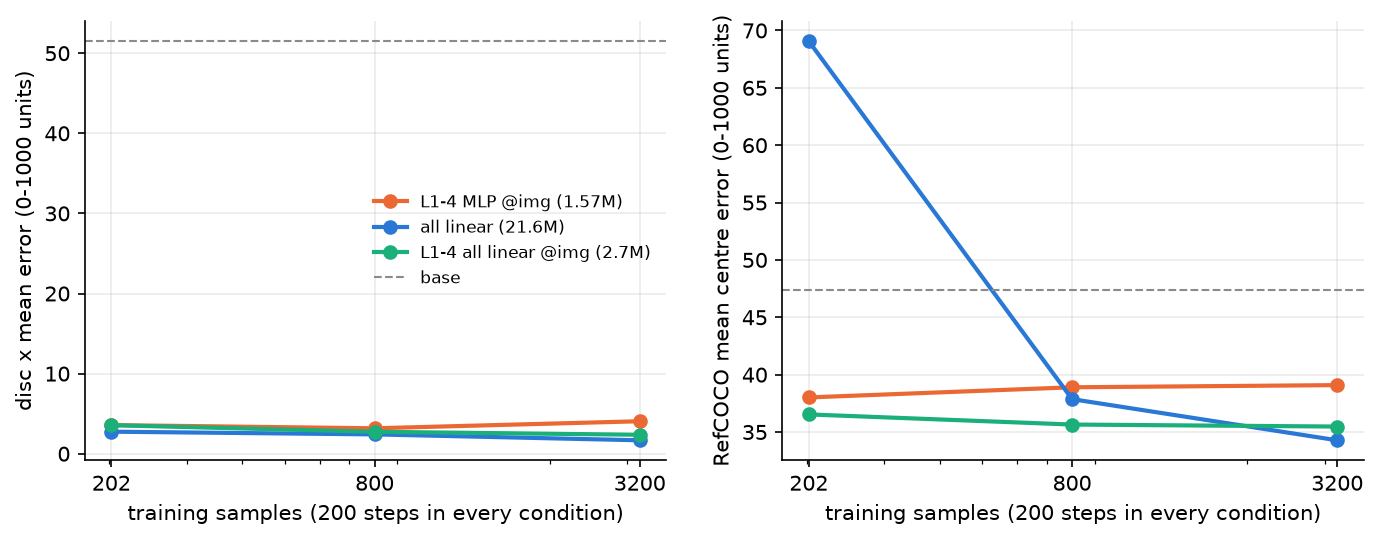 disc x mean error (0-1000 units)
50
40
30
20
10
0
L1-4 MLP @img (1.57M)
all linear (21.6M)
L1-4 all linear @img (2.7M)
base
202
800
3200
training samples (200 steps in every condition)
RefCOCO mean centre error (0-1000 units)
70
65
60
55
50
45
40
35
202
800
3200
training samples (200 steps in every condition)